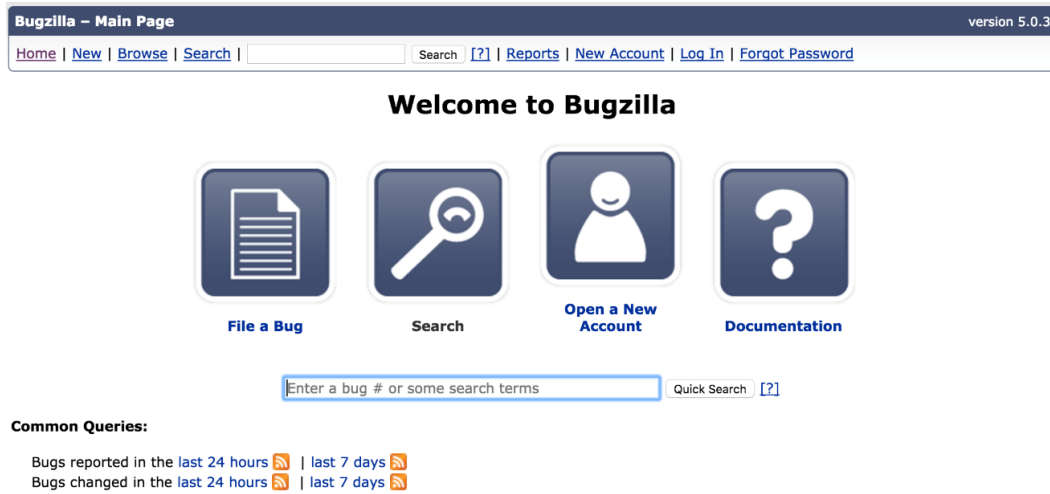 Bugzilla – Main Page version 5.0.3
Home | New | Browse | Search | Search [?] | Reports | New Account | Log In | Forgot Password
Welcome to Bugzilla
File a Bug Search Open a New Account Documentation
Enter a bug # or some search terms Quick Search [?]
Common Queries:
Bugs reported in the last 24 hours | last 7 days
Bugs changed in the last 24 hours | last 7 days